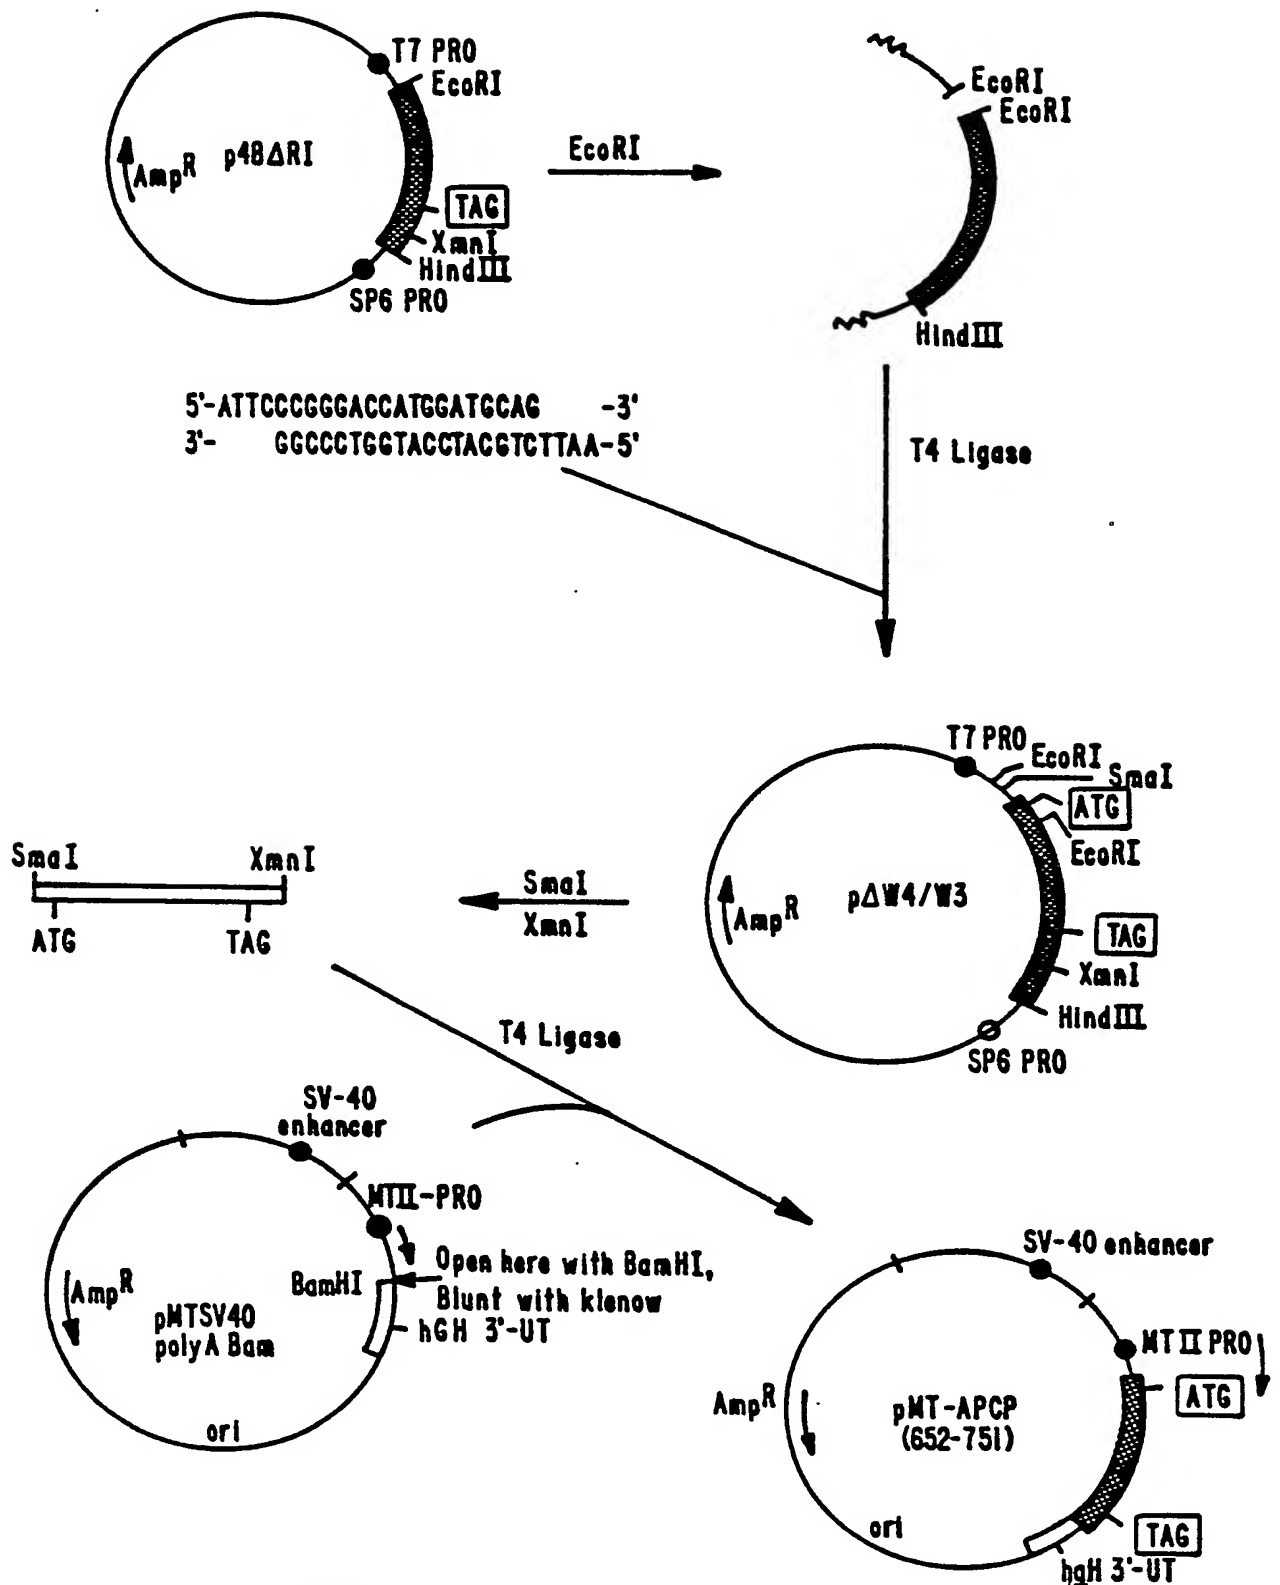 T7 PRO
EcoRI
p48ΔRI
AmpR
TAG
XmnI
HindIII
SP6 PRO
EcoRI
EcoRI
EcoRI
HindIII
5'-ATTCCCGGGACCATGGATGCAG -3'
3'- GGCCCTGGTACCTACGTCTTAA-5'
T4 Ligase
T7 PRO
EcoRI
SmaI
ATG
EcoRI
pΔW4/W3
AmpR
TAG
XmnI
HindIII
SP6 PRO
SmaI
XmnI
SmaI
XmnI
ATG
TAG
T4 Ligase
SV-40
enhancer
MTII-PRO
Open here with BamHI,
Blunt with klenow
BamHI
AmpR
pMTSV40
polyA Bam
hGH 3'-UT
ori
SV-40 enhancer
MTII PRO
ATG
AmpR
pMT-APCP
(652-751)
ori
TAG
hgH 3'-UT